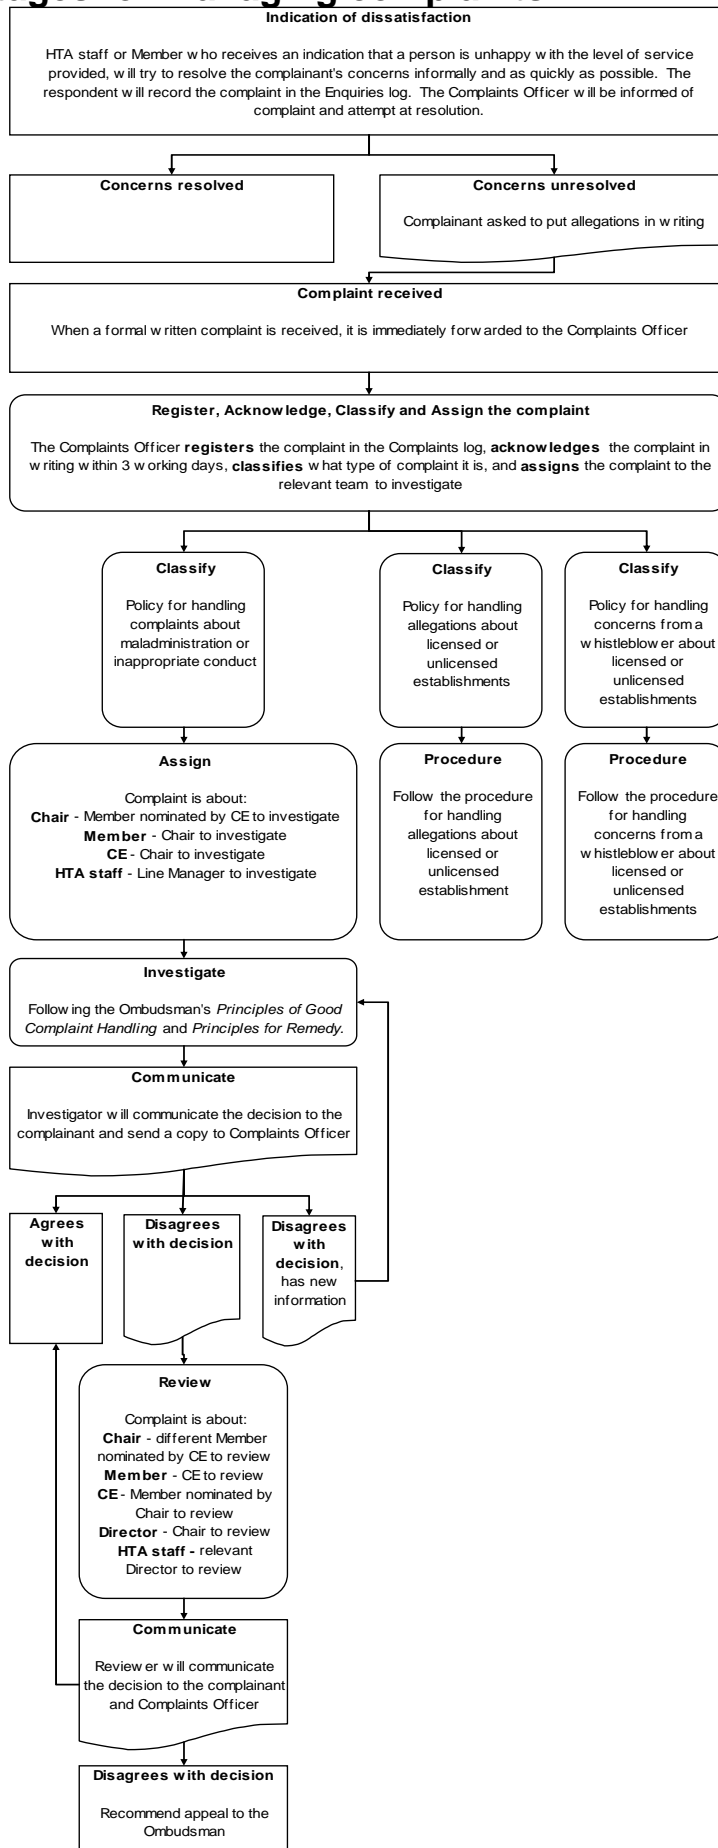 Indication of dissatisfaction
HTA staff or Member who receives an indication that a person is unhappy with the level of service
provided, will try to resolve the complainant's concerns informally and as quickly as possible. The
respondent will record the complaint in the Enquiries log. The Complaints Officer will be informed of
complaint and attempt at resolution.
Concerns resolved
Concerns unresolved
Complainant asked to put allegations in writing
Complaint received
When a formal written complaint is received, it is immediately forwarded to the Complaints Officer
Register, Acknowledge, Classify and Assign the complaint
The Complaints Officer registers the complaint in the Complaints log, acknowledges the complaint in
writing within 3 working days, classifies what type of complaint it is, and assigns the complaint to the
relevant team to investigate
Classify
Policy for handling
complaints about
maladministration or
inappropriate conduct
Classify
Policy for handling
allegations about
licensed or
unlicensed
establishments
Classify
Policy for handling
concerns from a
whistleblower about
licensed or
unlicensed
establishments
Assign
Complaint is about:
Chair - Member nominated by CE to investigate
Member - Chair to investigate
CE - Chair to investigate
HTA staff - Line Manager to investigate
Procedure
Follow the procedure
for handling
allegations about
licensed or
unlicensed
establishment
Procedure
Follow the procedure
for handling
concerns from a
whistleblower about
licensed or
unlicensed
establishments
Investigate
Following the Ombudsman's Principles of Good
Complaint Handling and Principles for Remedy.
Communicate
Investigator will communicate the decision to the
complainant and send a copy to Complaints Officer
Agrees
with
decision
Disagrees
with decision
Disagrees
with
decision,
has new
information
Review
Complaint is about:
Chair - different Member
nominated by CE to review
Member - CE to review
CE - Member nominated by
Chair to review
Director - Chair to review
HTA staff - relevant
Director to review
Communicate
Reviewer will communicate
the decision to the complainant
and Complaints Officer
Disagrees with decision
Recommend appeal to the
Ombudsman